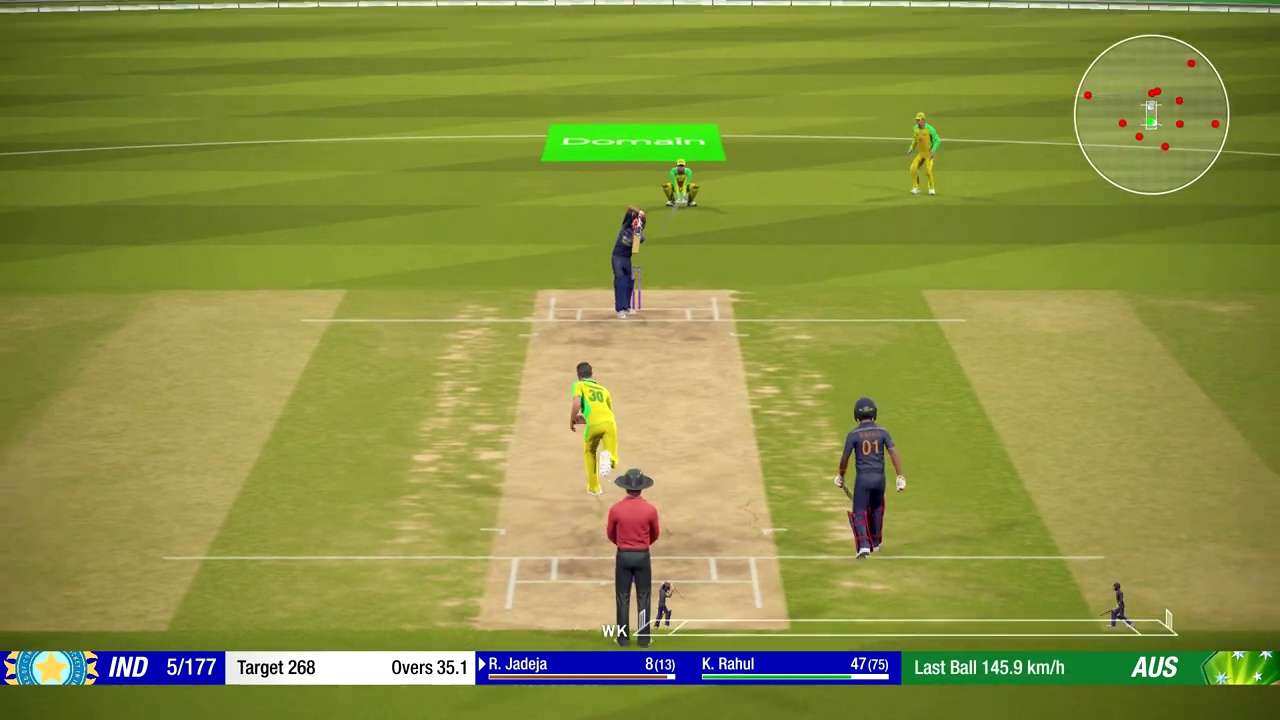 Domain
30
01
WK
IND 5/177 Target 268 Overs 35.1 R. Jadeja 8(13) K. Rahul 47(75) Last Ball 145.9 km/h AUS